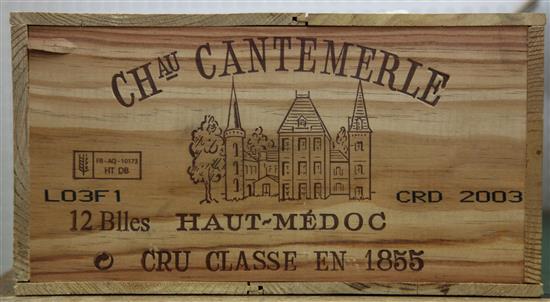 CHAU CANTEMERLE
FR-AQ-10173
HT DB
L03F1 CRD 2003
12 Blles HAUT-MÉDOC
CRU CLASSE EN 1855